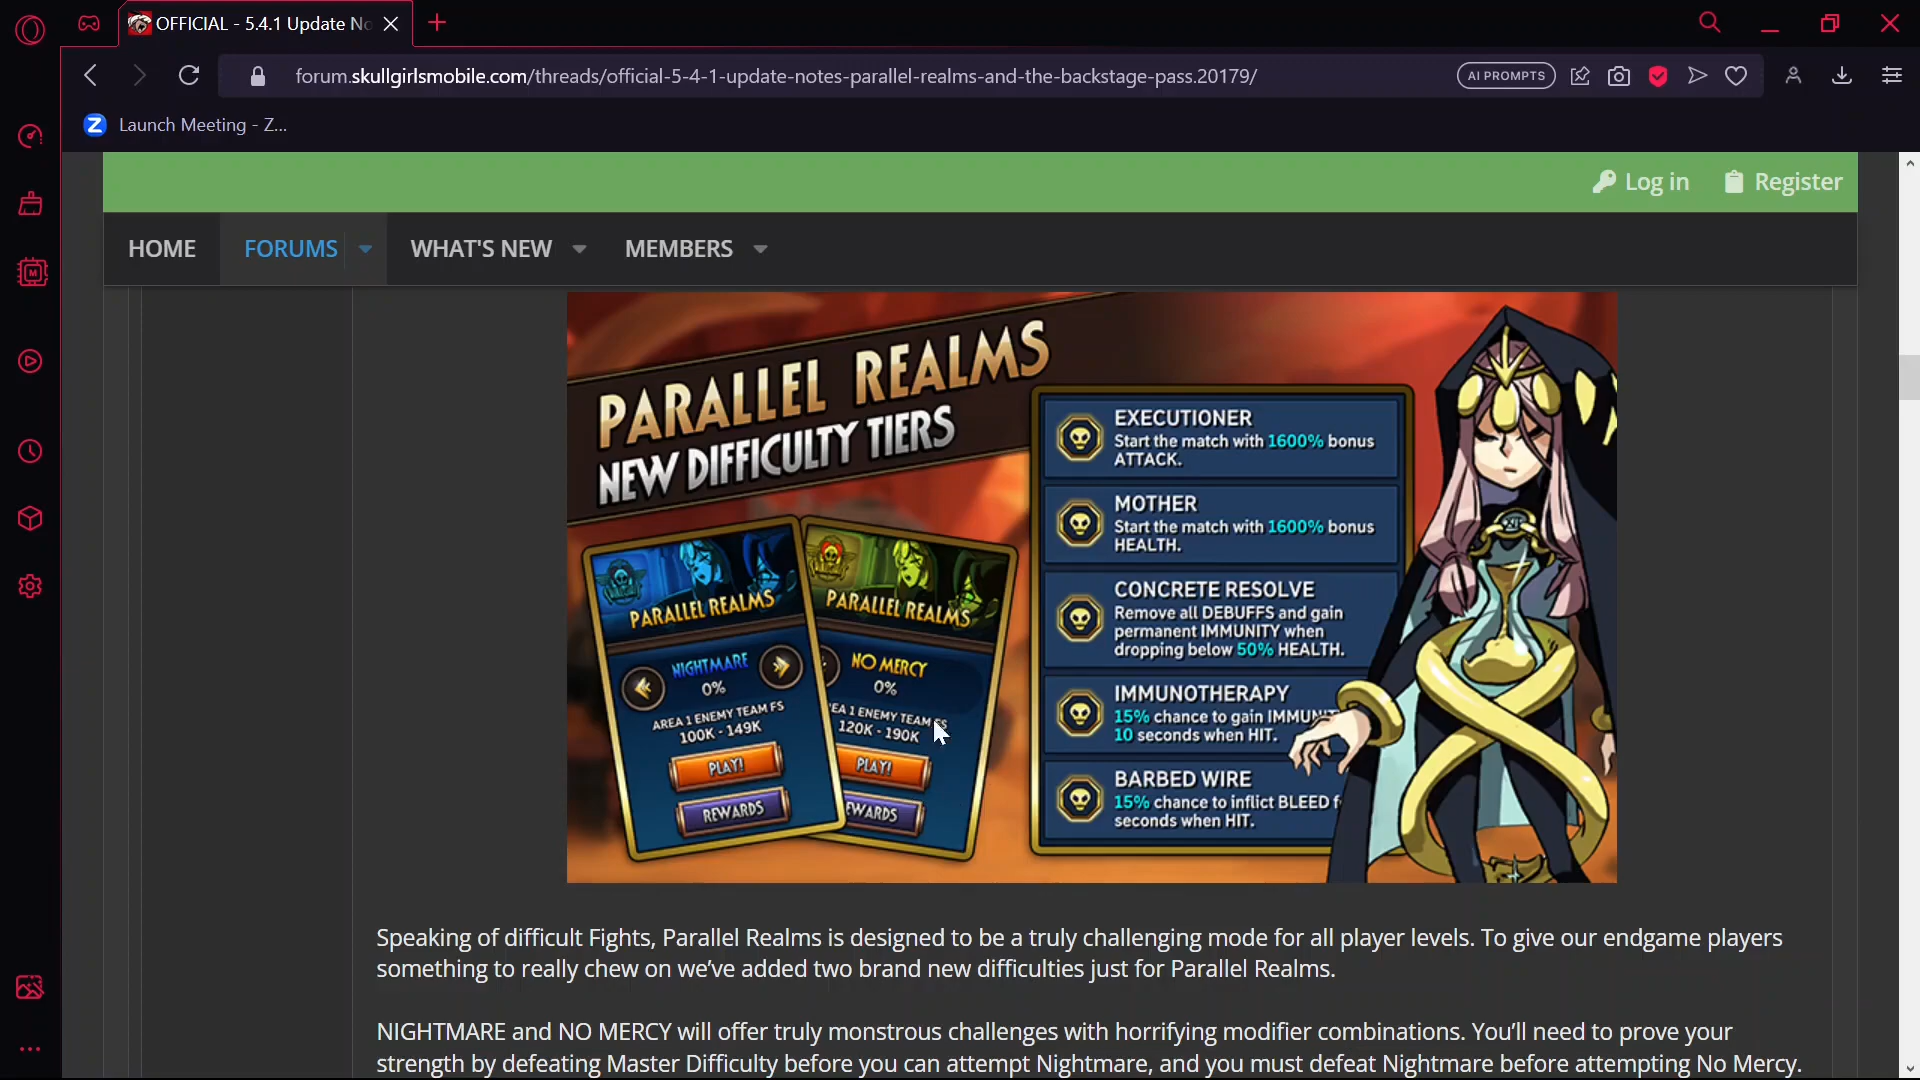 OFFICIAL - 5.4.1 Update No
forum.skullgirlsmobile.com/threads/official-5-4-1-update-notes-parallel-realms-and-the-backstage-pass.20179/
AI PROMPTS
Launch Meeting - Z...
Log in
Register
HOME
FORUMS
WHAT'S NEW
MEMBERS
PARALLEL REALMS
NEW DIFFICULTY TIERS
PARALLEL REALMS
NIGHTMARE
0%
AREA 1 ENEMY TEAM FS
100K - 149K
PLAY!
REWARDS
PARALLEL REALMS
NO MERCY
0%
EA 1 ENEMY TEAM FS
120K - 190K
PLAY!
EWARDS
EXECUTIONER
Start the match with 1600% bonus
ATTACK.
MOTHER
Start the match with 1600% bonus
HEALTH.
CONCRETE RESOLVE
Remove all DEBUFFS and gain
permanent IMMUNITY when
dropping below 50% HEALTH.
IMMUNOTHERAPY
15% chance to gain IMMUNIT
10 seconds when HIT.
BARBED WIRE
15% chance to inflict BLEED f
seconds when HIT.
Speaking of difficult Fights, Parallel Realms is designed to be a truly challenging mode for all player levels. To give our endgame players
something to really chew on we've added two brand new difficulties just for Parallel Realms.
NIGHTMARE and NO MERCY will offer truly monstrous challenges with horrifying modifier combinations. You'll need to prove your
strength by defeating Master Difficulty before you can attempt Nightmare, and you must defeat Nightmare before attempting No Mercy.